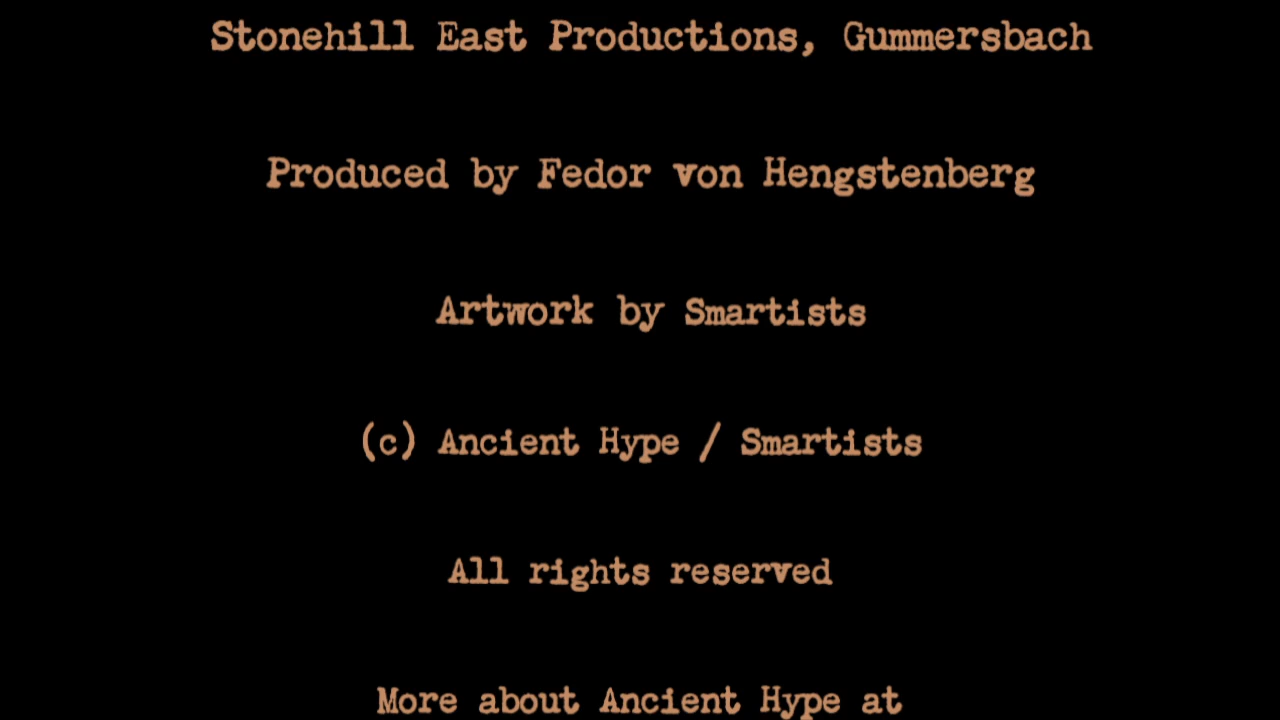 Stonehill East Productions, Gummersbach
Produced by Fedor von Hengstenberg
Artwork by Smartists
(c) Ancient Hype / Smartists
All rights reserved
More about Ancient Hype at